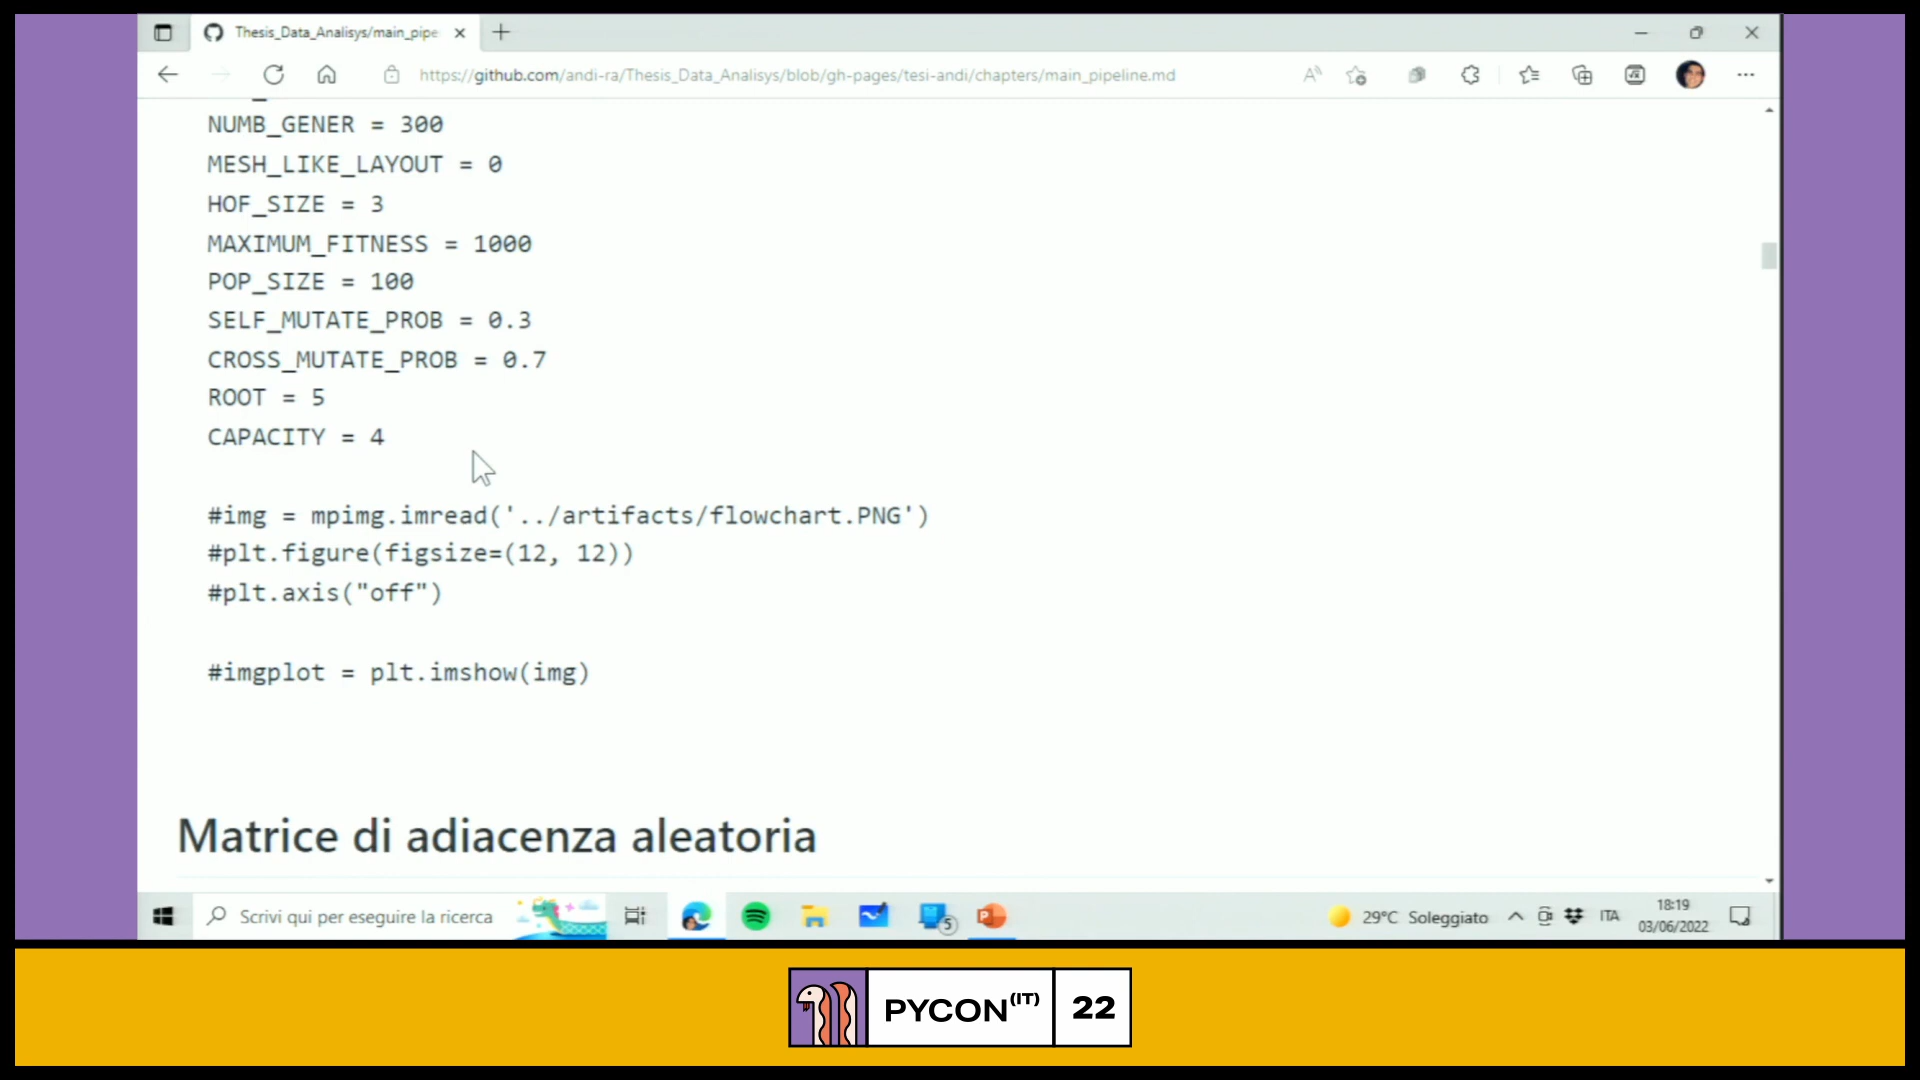 Thesis_Data_Analisys/main_pipe
https://github.com/andi-ra/Thesis_Data_Analisys/blob/gh-pages/tesi-andi/chapters/main_pipeline.md
NUMB_GENER = 300
MESH_LIKE_LAYOUT = 0
HOF_SIZE = 3
MAXIMUM_FITNESS = 1000
POP_SIZE = 100
SELF_MUTATE_PROB = 0.3
CROSS_MUTATE_PROB = 0.7
ROOT = 5
CAPACITY = 4
#img = mpimg.imread('../artifacts/flowchart.PNG')
#plt.figure(figsize=(12, 12))
#plt.axis("off")
#imgplot = plt.imshow(img)
Matrice di adiacenza aleatoria
Scrivi qui per eseguire la ricerca
5
29°C Soleggiato
ITA
18:19
03/06/2022
PYCON(IT) 22